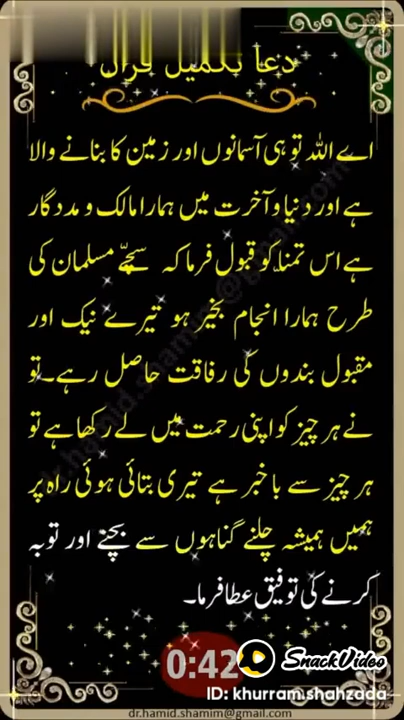 دعا تکمیل قرآن
اے اللہ تو ہی آسمانوں اور زمین کا بنانے والا
ہے اور دنیا و آخرت میں ہمارا مالک و مددگار
ہے اس تمنا کو قبول فرما کہ سچّے مسلمان کی
طرح ہمارا انجام بخیر ہو تیرے نیک اور
مقبول بندوں کی رفاقت حاصل رہے۔ تو
نے ہر چیز کو اپنی رحمت میں لے رکھا ہے تو
ہر چیز سے باخبر ہے تیری بتائی ہوئی راہ پر
ہمیں ہمیشہ چلنے گناہوں سے بچنے اور توبہ
کرنے کی توفیق عطا فرما۔
0:42
SnackVideo
ID: khurram.shahzada
dr.hamid.shamim@gmail.com